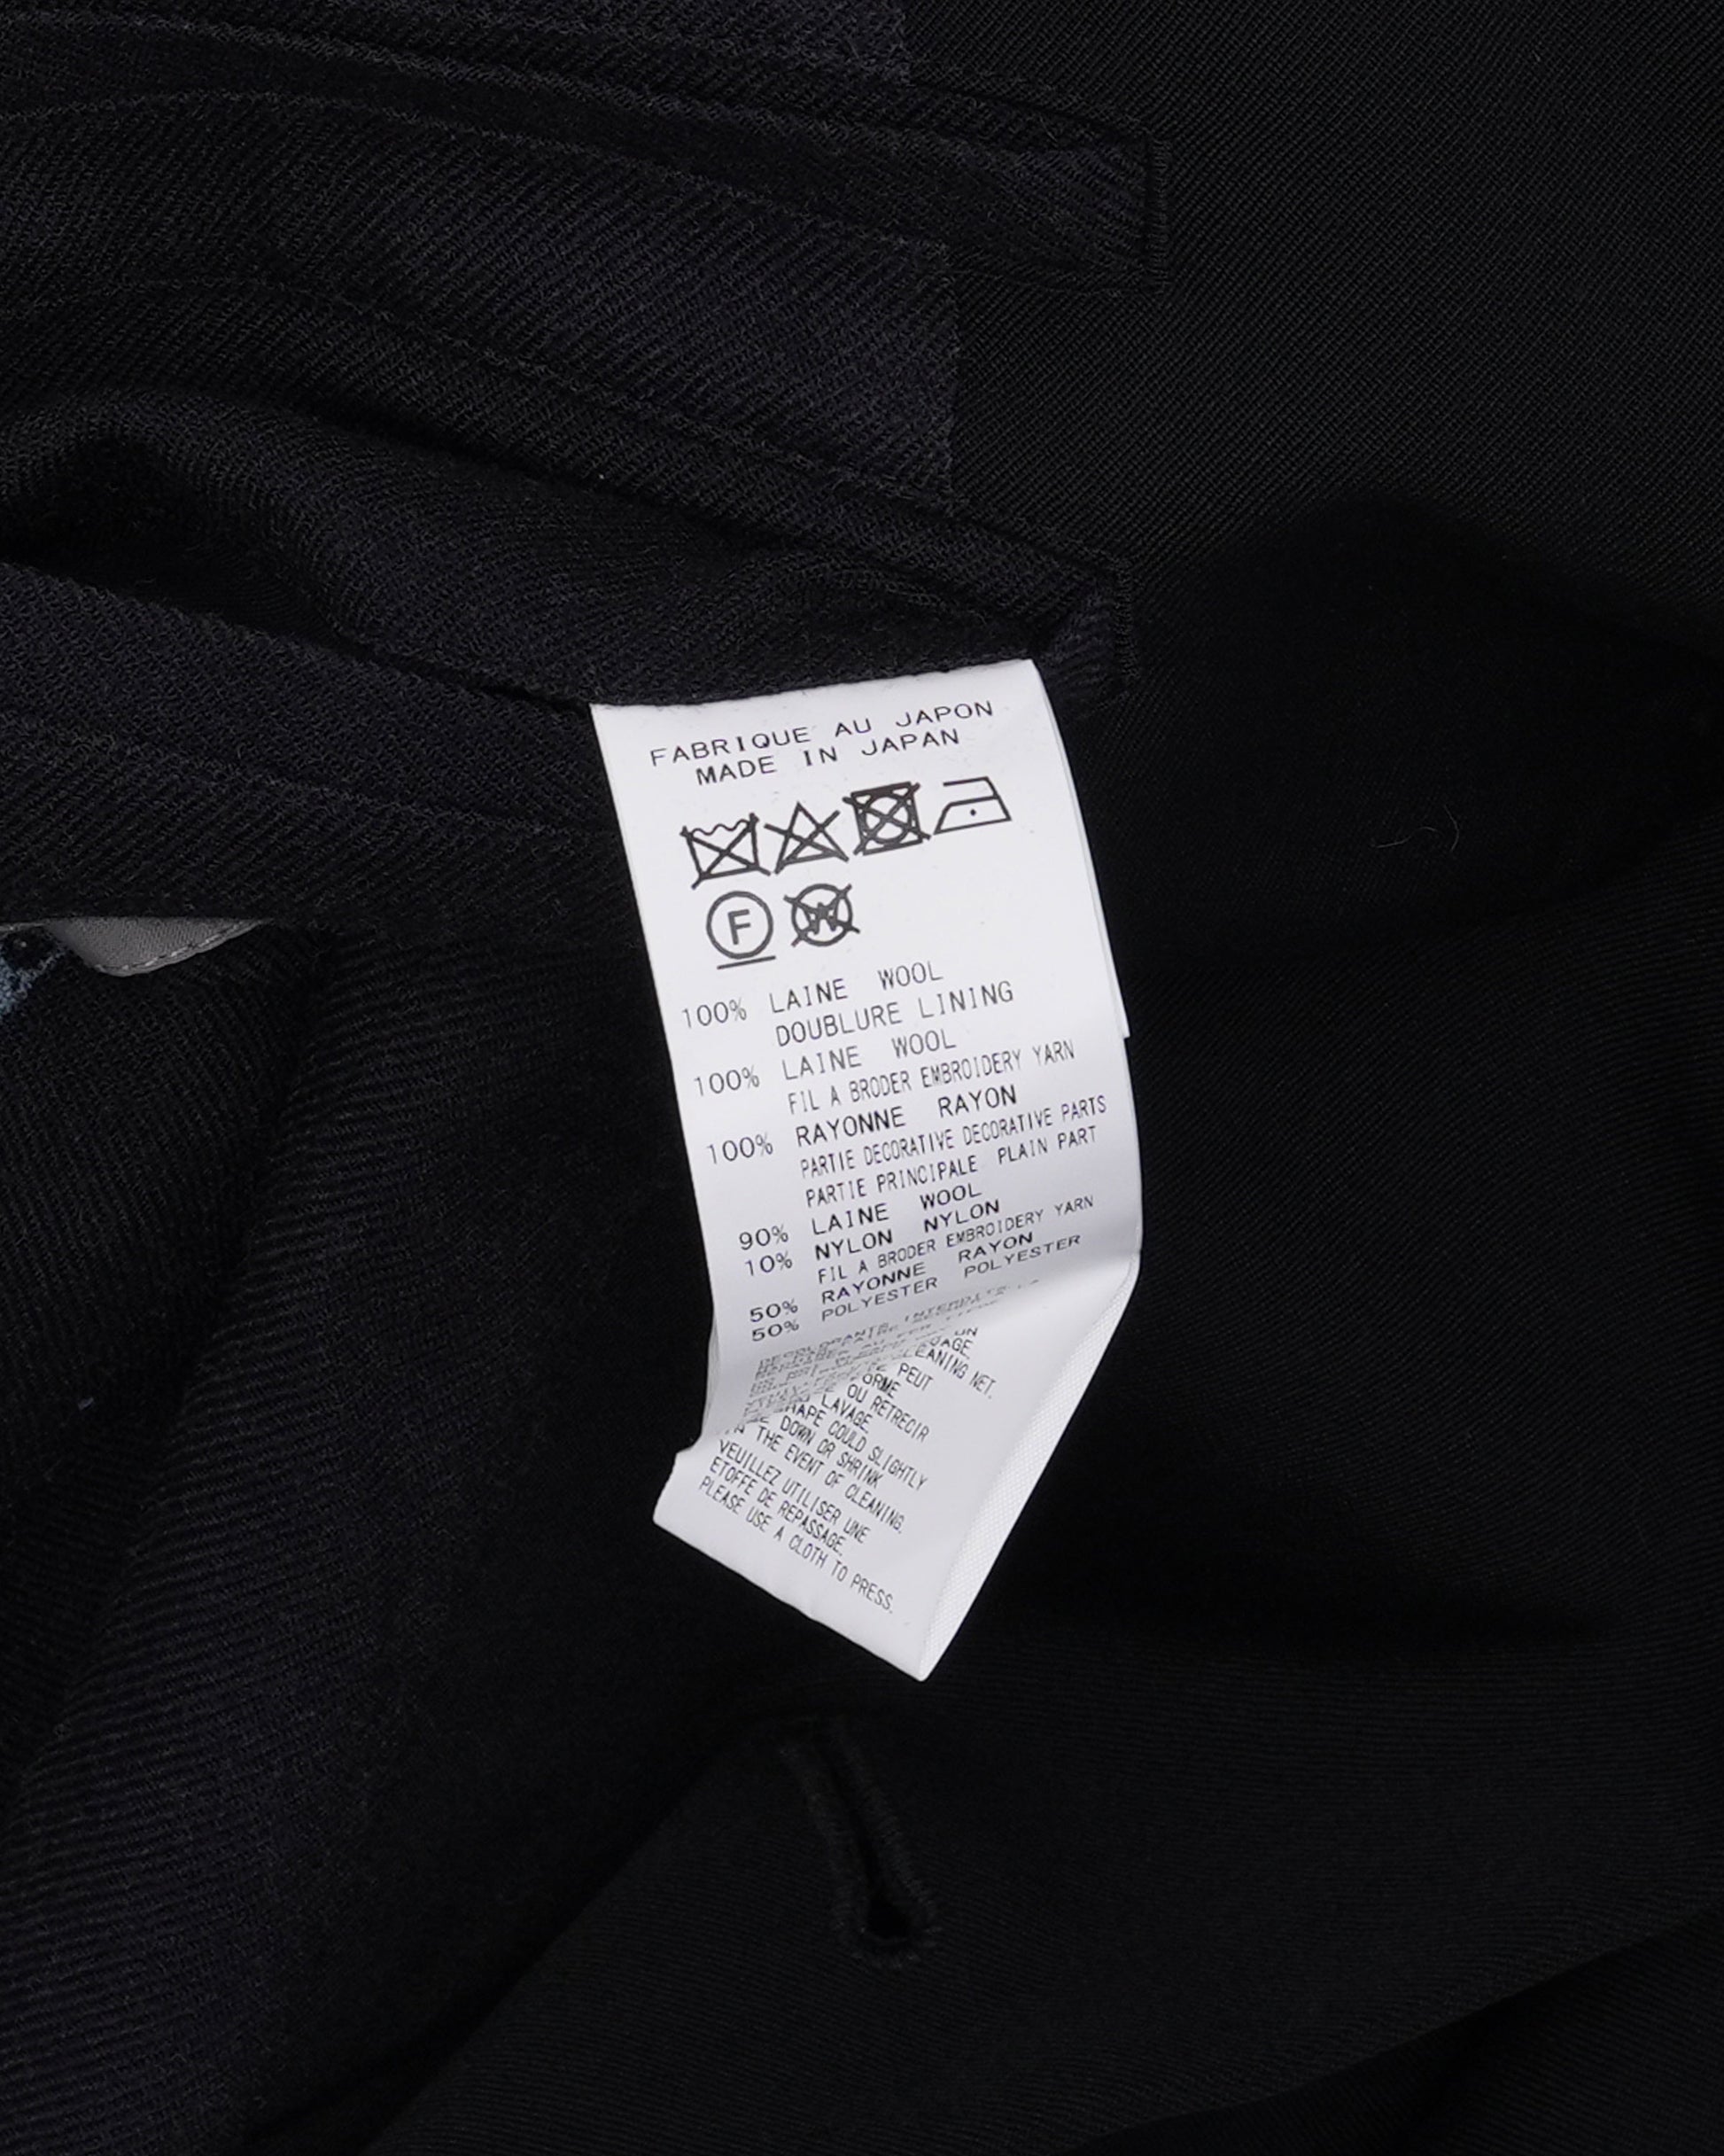 FABRIQUE AU JAPON
MADE IN JAPAN
F W
100% LAINE WOOL
DOUBLURE LINING
100% LAINE WOOL
FIL A BRODER EMBROIDERY YARN
100% RAYONNE RAYON
PARTIE DECORATIVE DECORATIVE PARTS
PARTIE PRINCIPALE PLAIN PART
90% LAINE WOOL
10% NYLON NYLON
FIL A BRODER EMBROIDERY YARN
50% RAYONNE RAYON
50% POLYESTER POLYESTER
UN
NET.
PEUT
OU RETRECIR
LAVAGE.
COULD SLIGHTLY
DOWN OR SHRINK
THE EVENT OF CLEANING.
VEUILLEZ UTILISER UNE
ETOFFE DE REPASSAGE.
PLEASE USE A CLOTH TO PRESS.